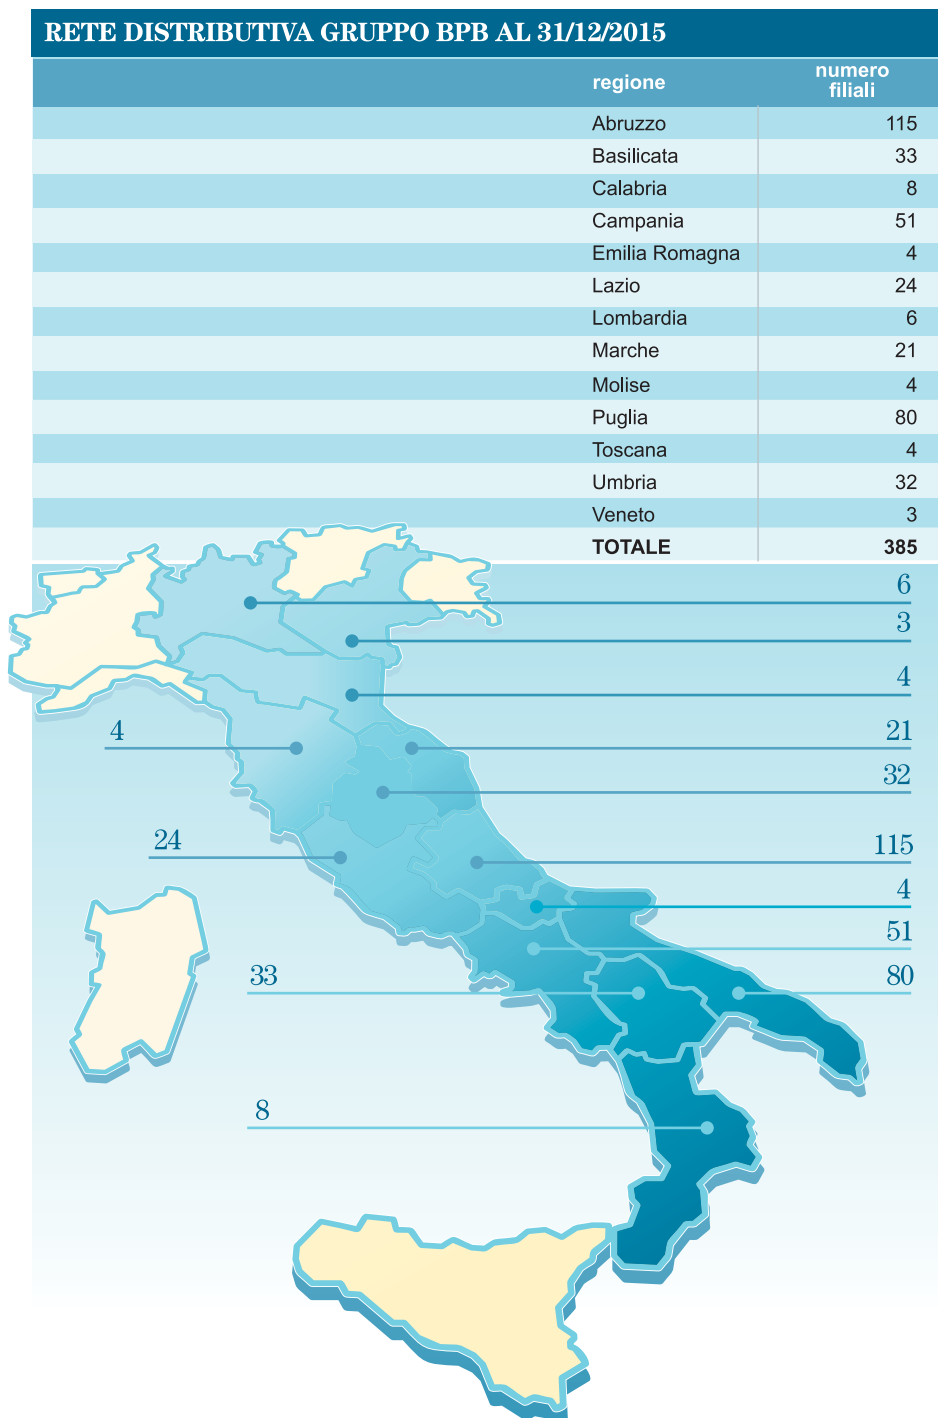 RETE DISTRIBUTIVA GRUPPO BPB AL 31/12/2015
regione numero filiali
Abruzzo 115
Basilicata 33
Calabria 8
Campania 51
Emilia Romagna 4
Lazio 24
Lombardia 6
Marche 21
Molise 4
Puglia 80
Toscana 4
Umbria 32
Veneto 3
TOTALE 385
6
3
4
4 21
32
24 115
4
51
33 80
8